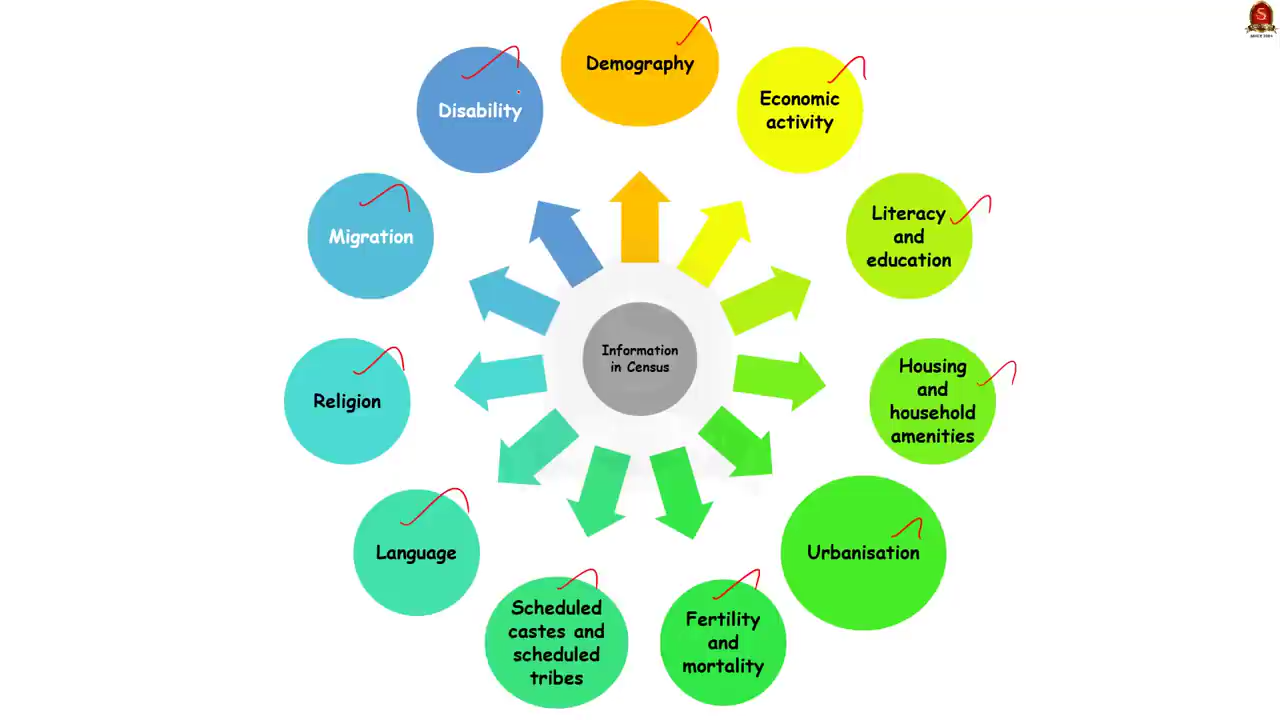 Demography
Economic
activity
Literacy
and
education
Housing
and
household
amenities
Urbanisation
Fertility
and
mortality
Scheduled
castes and
scheduled
tribes
Language
Religion
Migration
Disability
Information
in Census
S